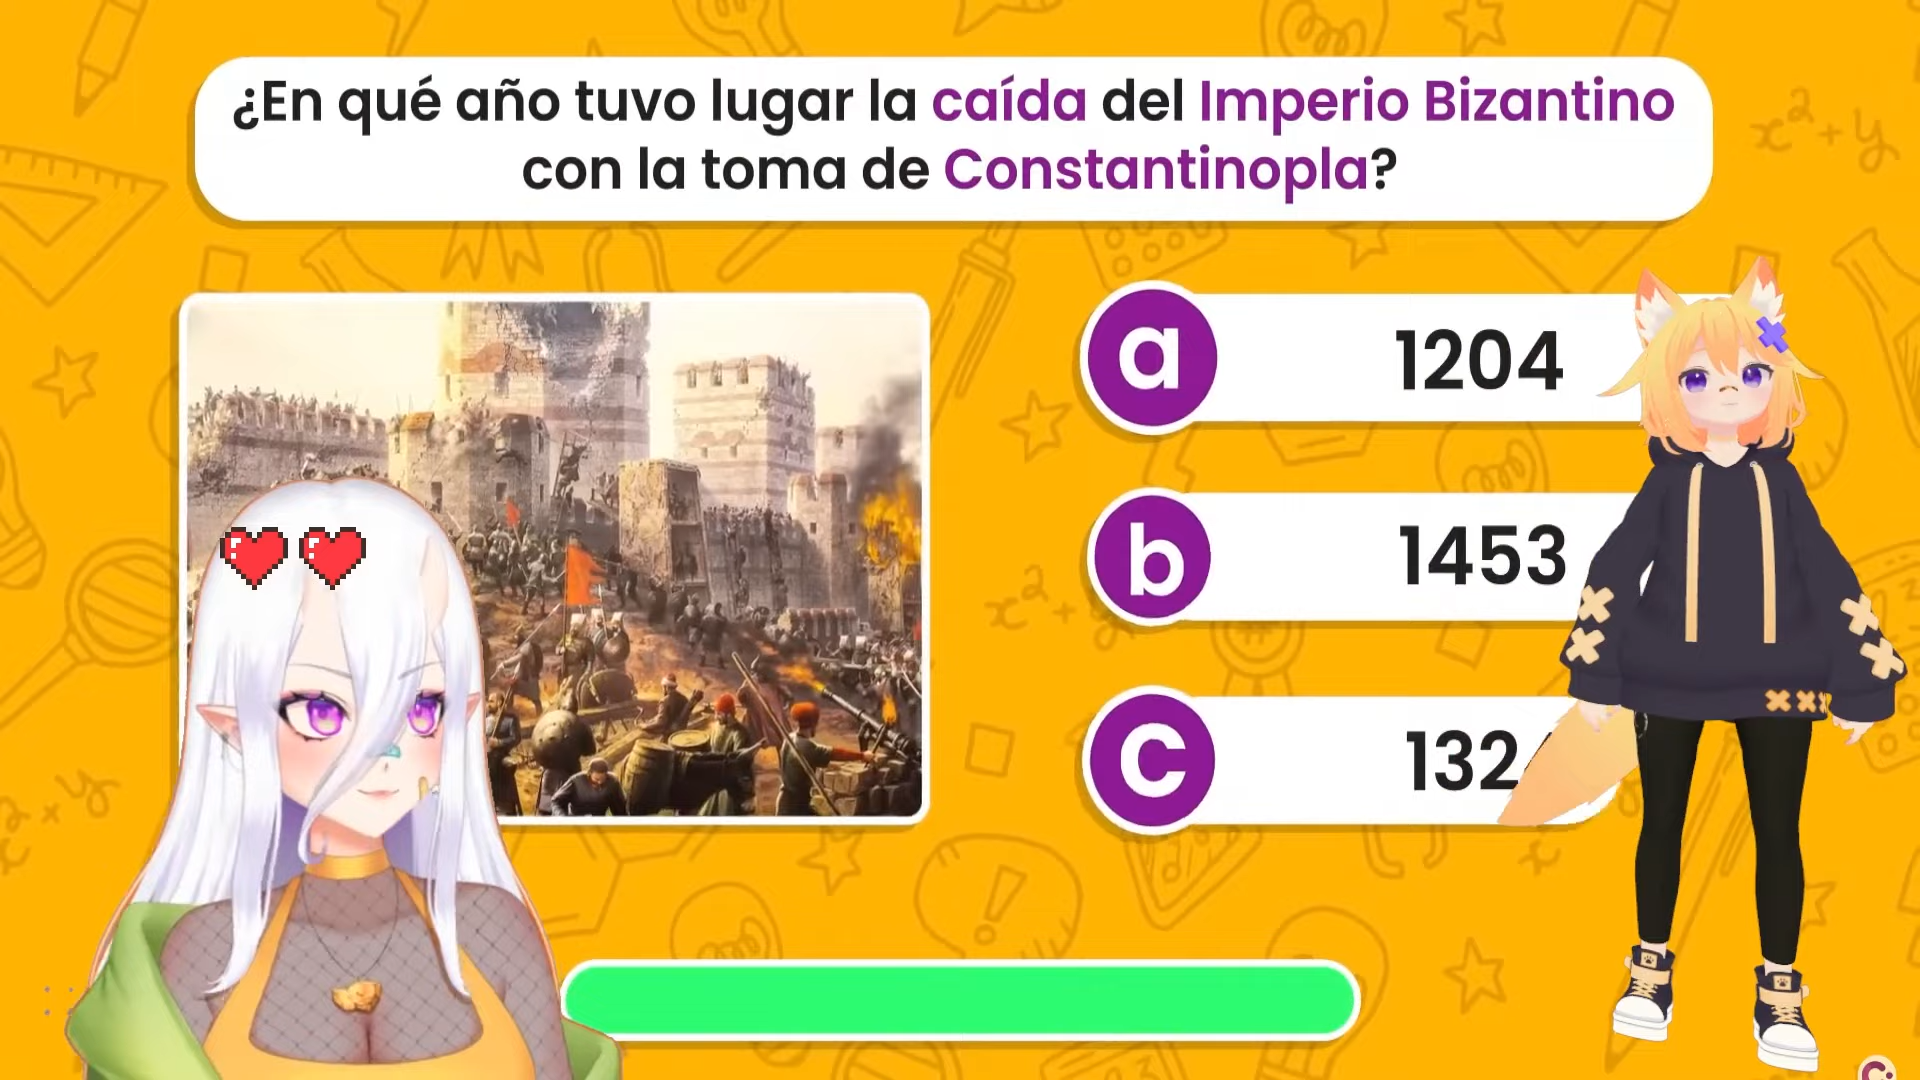 ¿En qué año tuvo lugar la caída del Imperio Bizantino
con la toma de Constantinopla?
a 1204
b 1453
c